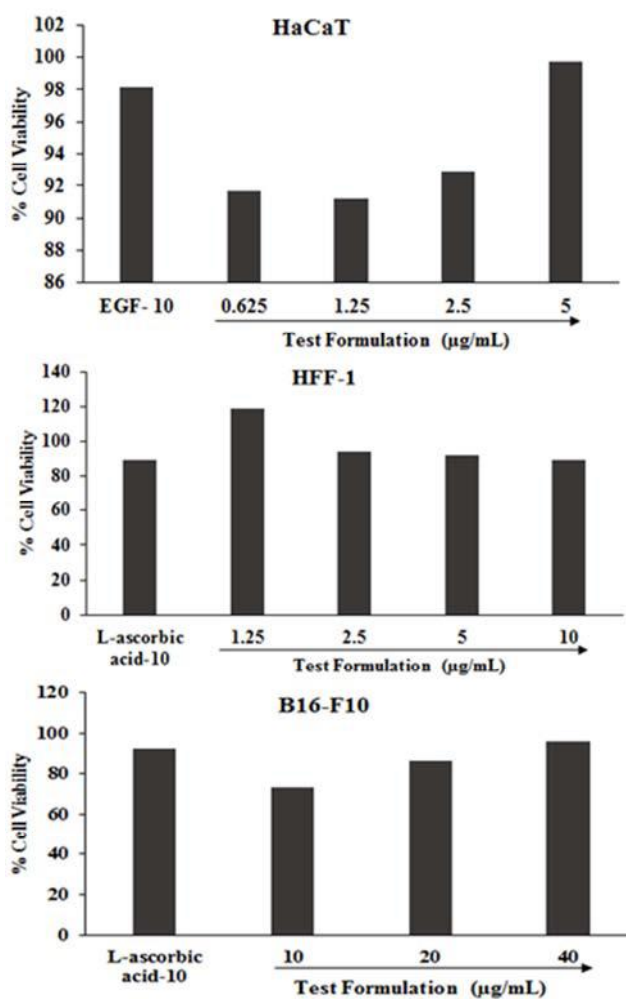 HaCaT
% Cell Viability
102
100
98
96
94
92
90
88
86
EGF- 10 0.625 1.25 2.5 5
Test Formulation (µg/mL)
HFF-1
% Cell Viability
140
120
100
80
60
40
20
0
L-ascorbic 1.25 2.5 5 10
acid-10
Test Formulation (µg/mL)
B16-F10
% Cell Viability
120
100
80
60
40
20
0
L-ascorbic 10 20 40
acid-10
Test Formulation (µg/mL)